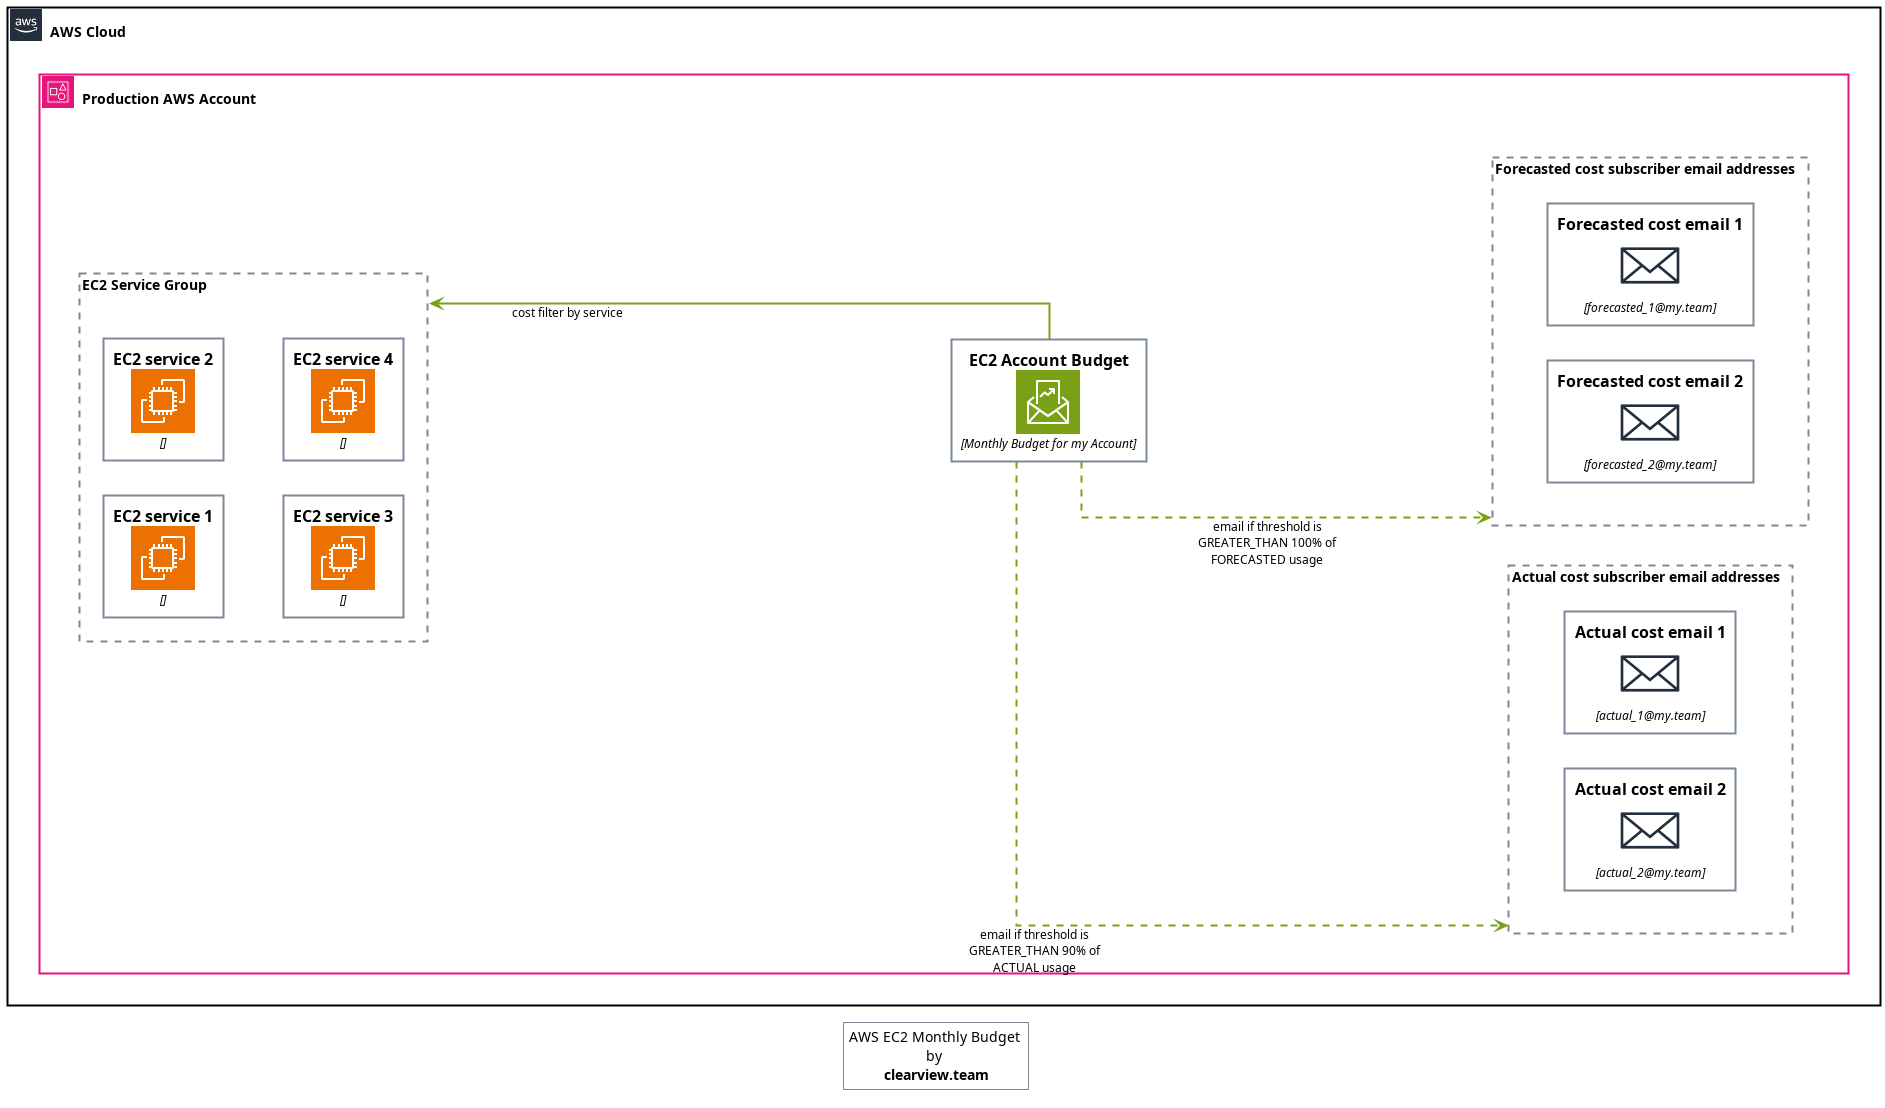 aws
AWS Cloud
Production AWS Account
Forecasted cost subscriber email addresses
Forecasted cost email 1
[forecasted_1@my.team]
Forecasted cost email 2
[forecasted_2@my.team]
EC2 Service Group
cost filter by service
EC2 service 2
[]
EC2 service 4
[]
EC2 service 1
[]
EC2 service 3
[]
EC2 Account Budget
[Monthly Budget for my Account]
email if threshold is
GREATER_THAN 100% of
FORECASTED usage
Actual cost subscriber email addresses
Actual cost email 1
[actual_1@my.team]
Actual cost email 2
[actual_2@my.team]
email if threshold is
GREATER_THAN 90% of
ACTUAL usage
AWS EC2 Monthly Budget
by
clearview.team